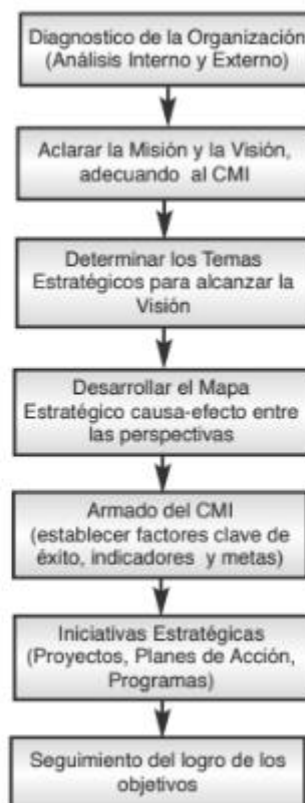 Diagnostico de la Organización
(Análisis Interno y Externo)
Aclarar la Misión y la Visión,
adecuando al CMI
Determinar los Temas
Estratégicos para alcanzar la
Visión
Desarrollar el Mapa
Estratégico causa-efecto entre
las perspectivas
Armado del CMI
(establecer factores clave de
éxito, indicadores y metas)
Iniciativas Estratégicas
(Proyectos, Planes de Acción,
Programas)
Seguimiento del logro de los
objetivos